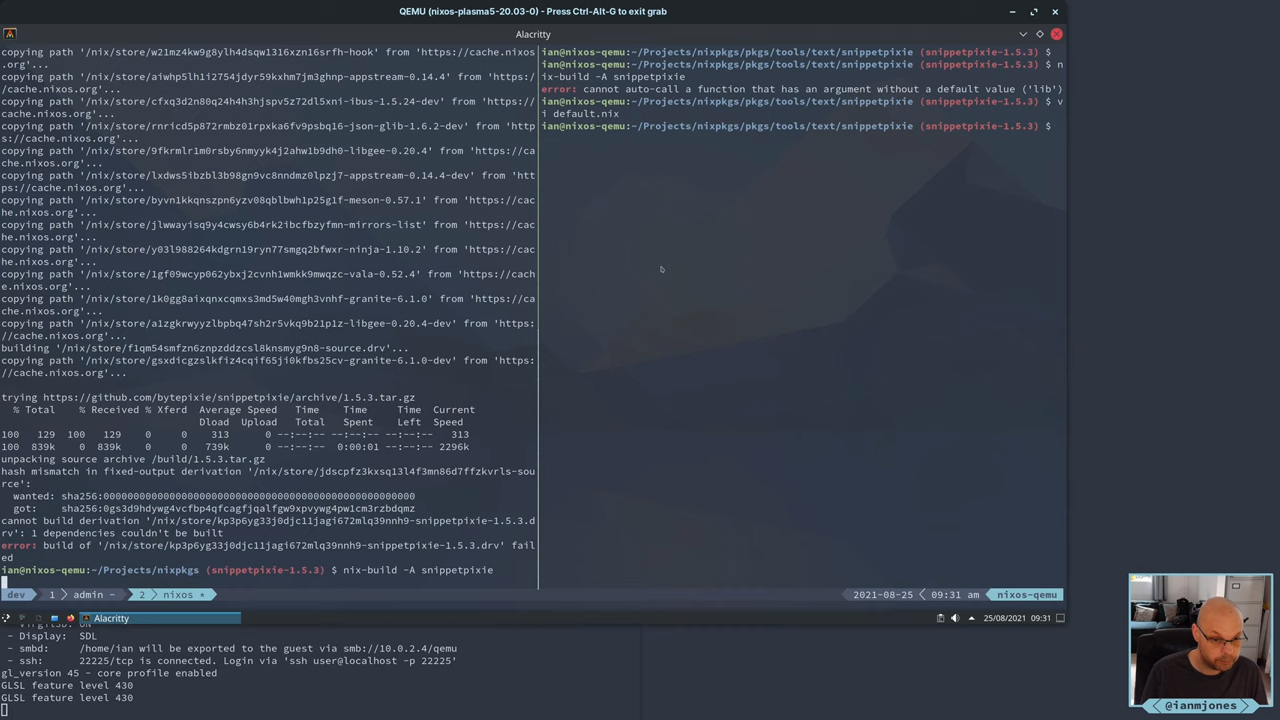 QEMU (nixos-plasma5-20.03-0) - Press Ctrl-Alt-G to exit grab
Alacritty
copying path '/nix/store/w21mz4kw9g8ylh4dsqw1316xzn16srfh-hook' from 'https://cache.nixos
.org'...
copying path '/nix/store/aiwhp5lh1i2754jdyr59kxhm7jm3ghnp-appstream-0.14.4' from 'https:/
/cache.nixos.org'...
copying path '/nix/store/cfxq3d2n80q24h4h3hjspv5z72dl5xni-ibus-1.5.24-dev' from 'https://
cache.nixos.org'...
copying path '/nix/store/rnricd5p872rmbz01rpxka6fv9psbq16-json-glib-1.6.2-dev' from 'http
s://cache.nixos.org'...
copying path '/nix/store/9fkrmlr1m0rsby6nmyyk4j2ahw1b9dh0-libgee-0.20.4' from 'https://ca
che.nixos.org'...
copying path '/nix/store/lxdws5ibzbl3b98gn9vc8nndmz0lpzj7-appstream-0.14.4-dev' from 'htt
ps://cache.nixos.org'...
copying path '/nix/store/byvn1kkqnszpn6yzv08qblbwh1p25g1f-meson-0.57.1' from 'https://cac
he.nixos.org'...
copying path '/nix/store/jlwwayisq9y4cwsy6b4rk2ibcfbzyfmn-mirrors-list' from 'https://cac
he.nixos.org'...
copying path '/nix/store/y03l988264kdgrn19ryn77smgq2bfwxr-ninja-1.10.2' from 'https://cac
he.nixos.org'...
copying path '/nix/store/1gf09wcyp062ybxj2cvnh1wmkk9mwqzc-vala-0.52.4' from 'https://cach
e.nixos.org'...
copying path '/nix/store/1k0gg8aixqnxcqmxs3md5w40mgh3vnhf-granite-6.1.0' from 'https://ca
che.nixos.org'...
copying path '/nix/store/a1zgkrwyyzlbpbq47sh2r5vkq9b21p1z-libgee-0.20.4-dev' from 'https:
//cache.nixos.org'...
building '/nix/store/f1qm54smfzn6znpzddzcsl8knsmyg9n8-source.drv'...
copying path '/nix/store/gsxdicgzslkfiz4cqif65ji0kfbs25cv-granite-6.1.0-dev' from 'https:
//cache.nixos.org'...
trying https://github.com/bytepixie/snippetpixie/archive/1.5.3.tar.gz
% Total % Received % Xferd Average Speed Time Time Time Current
Dload Upload Total Spent Left Speed
100 129 100 129 0 0 313 0 --:--:-- --:--:-- --:--:-- 313
100 839k 0 839k 0 0 739k 0 --:--:-- 0:00:01 --:--:-- 2296k
unpacking source archive /build/1.5.3.tar.gz
hash mismatch in fixed-output derivation '/nix/store/jdscpfz3kxsq13l4f3mn86d7ffzkvrls-sou
rce':
wanted: sha256:0000000000000000000000000000000000000000000000000000
got: sha256:0gs3d9hdywg4vcfbp4qfcagfjqalfgw9xpvywg4pw1cm3rzbdqmz
cannot build derivation '/nix/store/kp3p6yg33j0djc11jagi672mlq39nnh9-snippetpixie-1.5.3.d
rv': 1 dependencies couldn't be built
error: build of '/nix/store/kp3p6yg33j0djc11jagi672mlq39nnh9-snippetpixie-1.5.3.drv' fail
ed
ian@nixos-qemu:~/Projects/nixpkgs (snippetpixie-1.5.3) $ nix-build -A snippetpixie
ian@nixos-qemu:~/Projects/nixpkgs/pkgs/tools/text/snippetpixie (snippetpixie-1.5.3) $
ian@nixos-qemu:~/Projects/nixpkgs/pkgs/tools/text/snippetpixie (snippetpixie-1.5.3) $ n
ix-build -A snippetpixie
error: cannot auto-call a function that has an argument without a default value ('lib')
ian@nixos-qemu:~/Projects/nixpkgs/pkgs/tools/text/snippetpixie (snippetpixie-1.5.3) $ v
i default.nix
ian@nixos-qemu:~/Projects/nixpkgs/pkgs/tools/text/snippetpixie (snippetpixie-1.5.3) $
dev 1 admin - 2 nixos * 2021-08-25 09:31 am nixos-qemu
Alacritty 25/08/2021 09:31
- Display: SDL
- smbd: /home/ian will be exported to the guest via smb://10.0.2.4/qemu
- ssh: 22225/tcp is connected. Login via 'ssh user@localhost -p 22225'
gl_version 45 - core profile enabled
GLSL feature level 430
GLSL feature level 430
@ianmjones